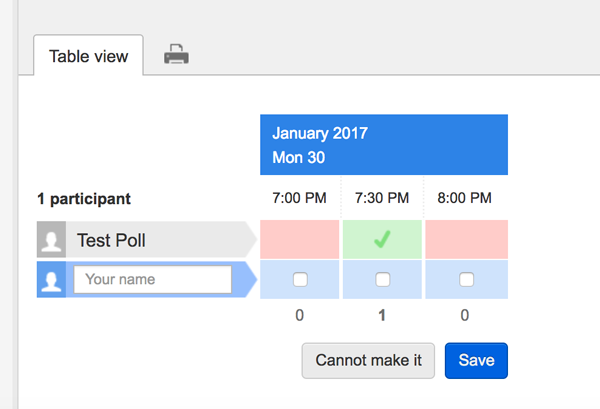 Table view
January 2017
Mon 30
1 participant 7:00 PM 7:30 PM 8:00 PM
Test Poll
Your name
0 1 0
Cannot make it Save